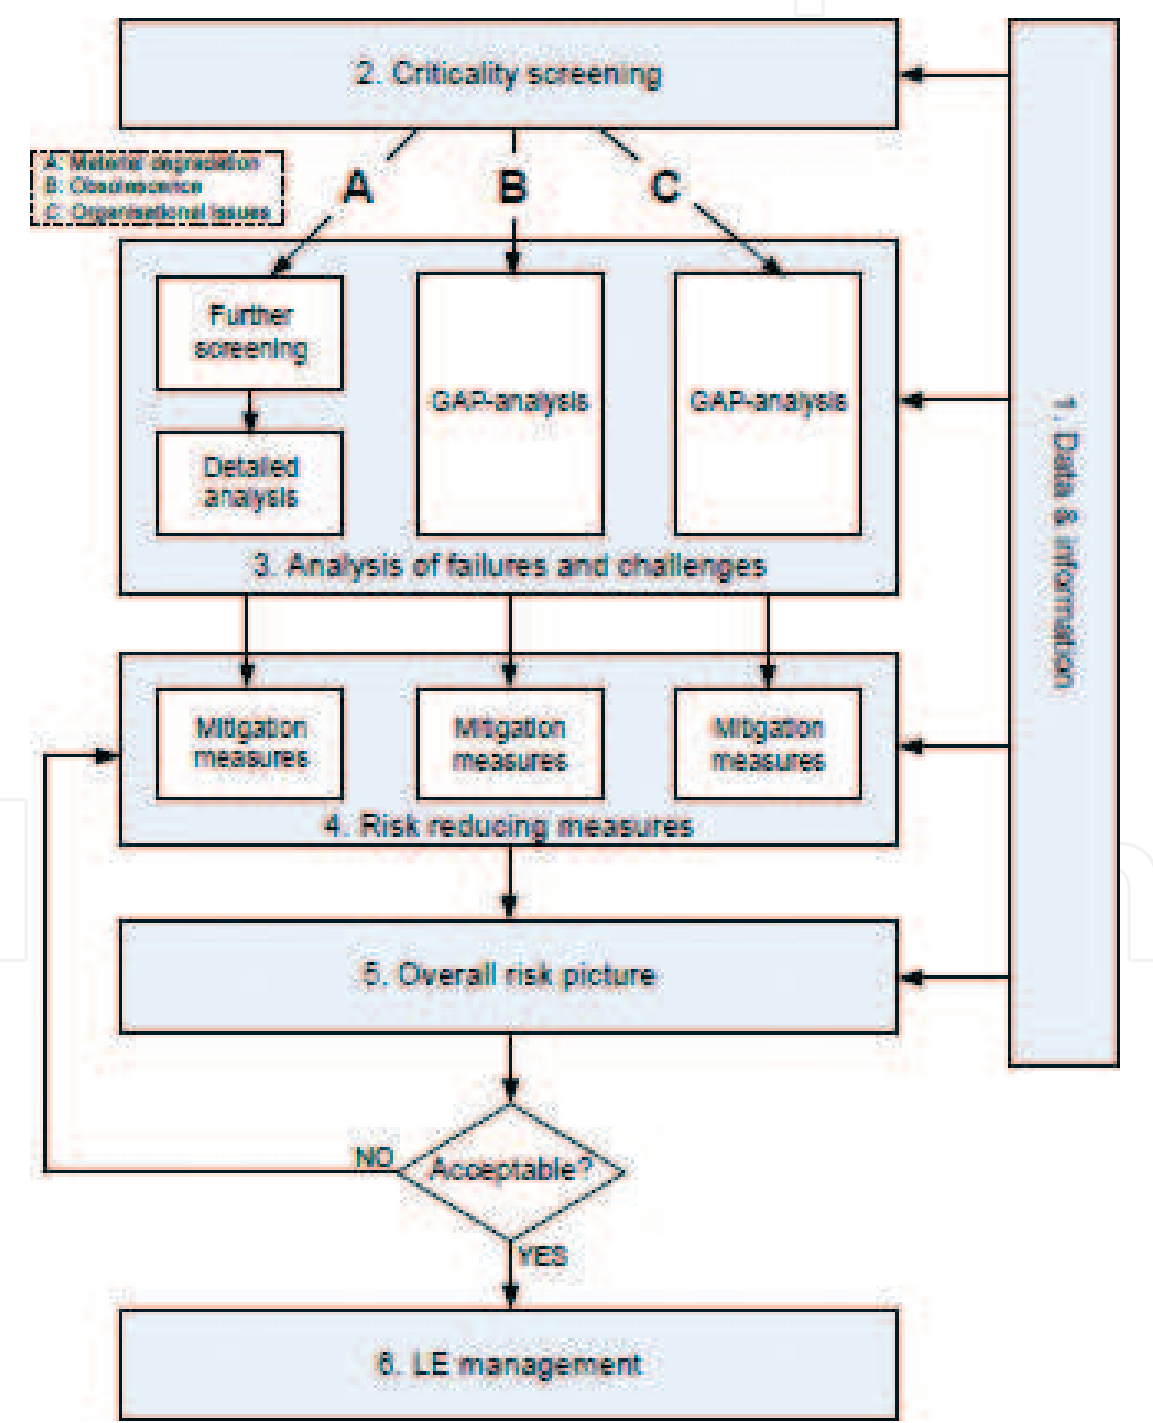 2. Criticality screening
A: Material degradation
B: Obsolescence
C: Organisational issues
A
B
C
Further
screening
GAP-analysis
GAP-analysis
Detailed
analysis
3. Analysis of failures and challenges
1. Data & information
Mitigation
measures
Mitigation
measures
Mitigation
measures
4. Risk reducing measures
5. Overall risk picture
NO
Acceptable?
YES
6. LE management